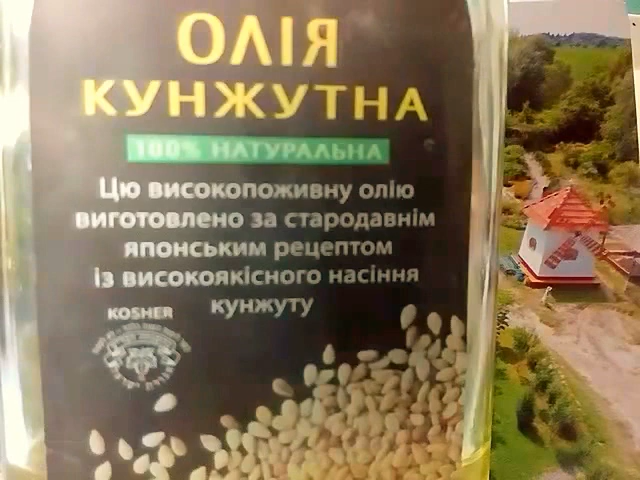 ОЛІЯ
КУНЖУТНА
100% НАТУРАЛЬНА
Цю високопоживну олію
виготовлено за стародавнім
японським рецептом
із високоякісного насіння
кунжуту
KOSHER